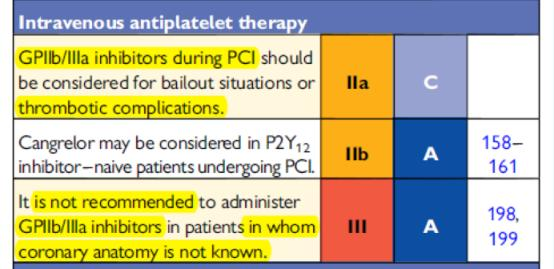 Intravenous antiplatelet therapy
GPIIb/IIIa inhibitors during PCI should
be considered for bailout situations or
thrombotic complications.
IIa
C
Cangrelor may be considered in P2Y12
inhibitor–naive patients undergoing PCI.
IIb
A
158–
161
It is not recommended to administer
GPIIb/IIIa inhibitors in patients in whom
coronary anatomy is not known.
III
A
198,
199